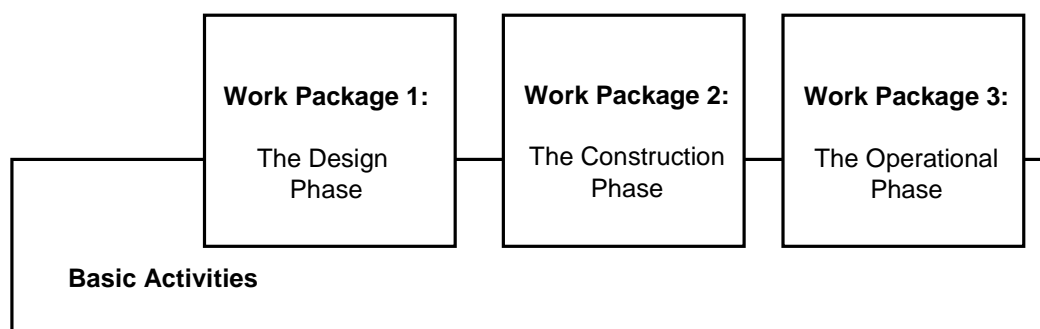 Work Package 1:
The Design
Phase
Work Package 2:
The Construction
Phase
Work Package 3:
The Operational
Phase
Basic Activities